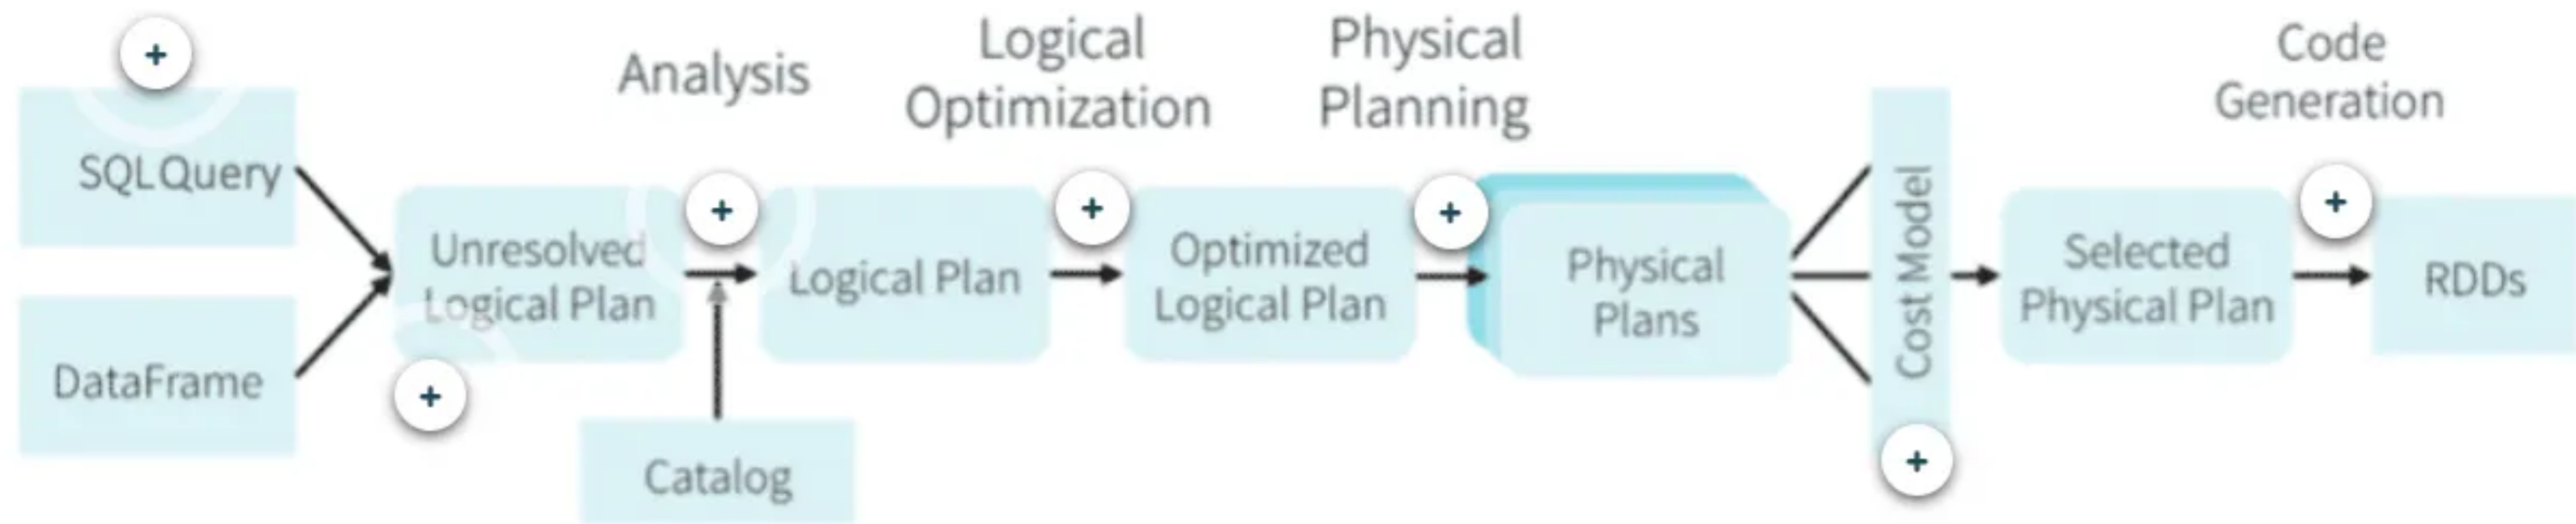 Analysis
Logical
Optimization
Physical
Planning
Code
Generation
SQL Query
DataFrame
Unresolved
Logical Plan
Catalog
Logical Plan
Optimized
Logical Plan
Physical
Plans
Cost Model
Selected
Physical Plan
RDDs